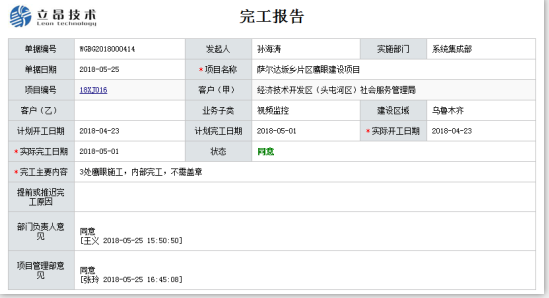 立昂技术
Leon technology
完工报告
单据编号 WGBG2018000414 发起人 孙海涛 实施部门 系统集成部
单据日期 2018-05-25 *项目名称 萨尔达坂乡片区鹰眼建设项目
项目编号 18XJ016 客户（甲） 经济技术开发区（头屯河区）社会服务管理局
客户（乙） 业务子类 视频监控 建设区域 乌鲁木齐
计划开工日期 2018-04-23 计划完工日期 2018-05-01 *实际开工日期 2018-04-23
*实际完工日期 2018-05-01 状态 同意
*完工主要内容 3处鹰眼施工，内部完工，不需盖章
提前或推迟完
工原因
部门负责人意
见
同意
[王义 2018-05-25 15:50:50]
项目管理部意
见
同意
[张玲 2018-05-25 16:45:08]